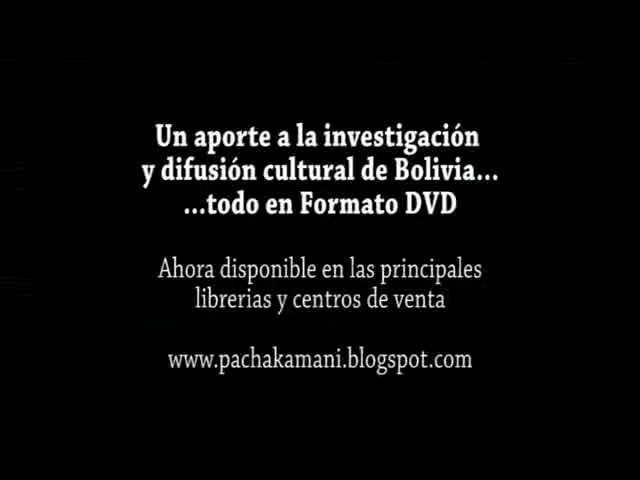 Un aporte a la investigación
y difusión cultural de Bolivia...
...todo en Formato DVD
Ahora disponible en las principales
librerias y centros de venta
www.pachakamani.blogspot.com